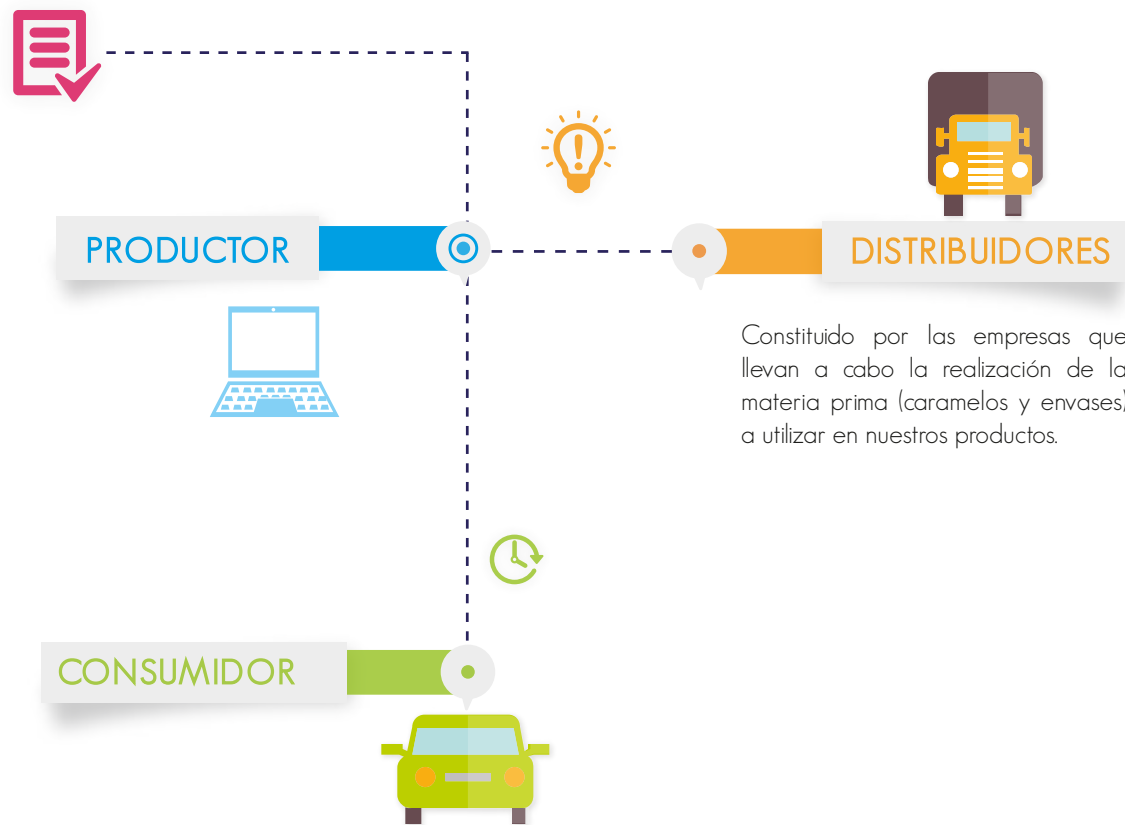 PRODUCTOR
DISTRIBUIDORES
Constituido por las empresas que
llevan a cabo la realización de la
materia prima (caramelos y envases)
a utilizar en nuestros productos.
CONSUMIDOR